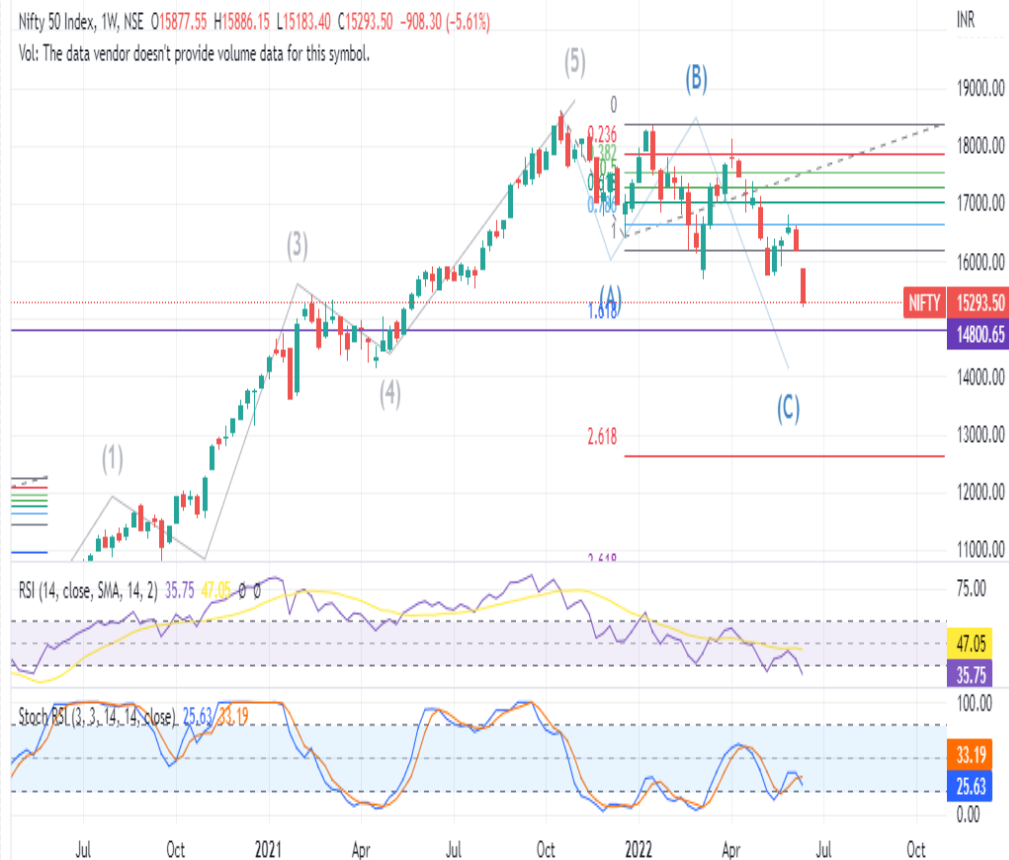 Nifty 50 Index, 1W, NSE O15877.55 H15886.15 L15183.40 C15293.50 −908.30 (−5.61%)
INR
Vol: The data vendor doesn't provide volume data for this symbol.
(5)
(B)
0
19000.00
0.236
18000.00
0.382
17000.00
0.786
(3)
1
16000.00
(A)
NIFTY 15293.50
1.618
14800.65
(4)
14000.00
(C)
2.618
13000.00
(1)
12000.00
11000.00
RSI (14, close, SMA, 14, 2) 35.75 47.05 Ø Ø
75.00
47.05
35.75
Stoch RSI (3, 3, 14, 14, close) 25.63 33.19
100.00
33.19
25.63
0.00
Jul Oct 2021 Apr Jul Oct 2022 Apr Jul Oct